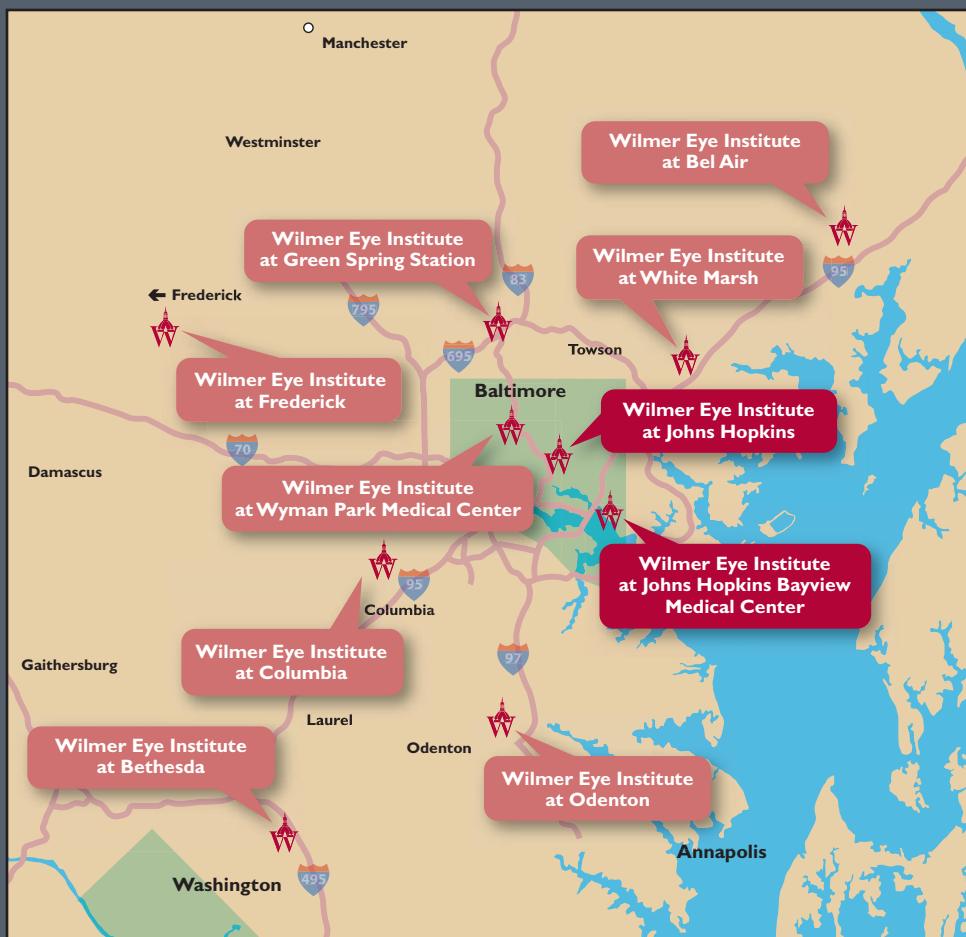 Manchester
Westminster
Wilmer Eye Institute
at Bel Air
Wilmer Eye Institute
at Green Spring Station
Wilmer Eye Institute
at White Marsh
83
95
Frederick
795
695
Towson
Wilmer Eye Institute
at Frederick
Baltimore
Wilmer Eye Institute
at Johns Hopkins
70
Damascus
Wilmer Eye Institute
at Wyman Park Medical Center
Wilmer Eye Institute
at Johns Hopkins Bayview
Medical Center
95
Columbia
Wilmer Eye Institute
at Columbia
97
Gaithersburg
Laurel
Odenton
Wilmer Eye Institute
at Bethesda
Wilmer Eye Institute
at Odenton
Annapolis
Washington
495